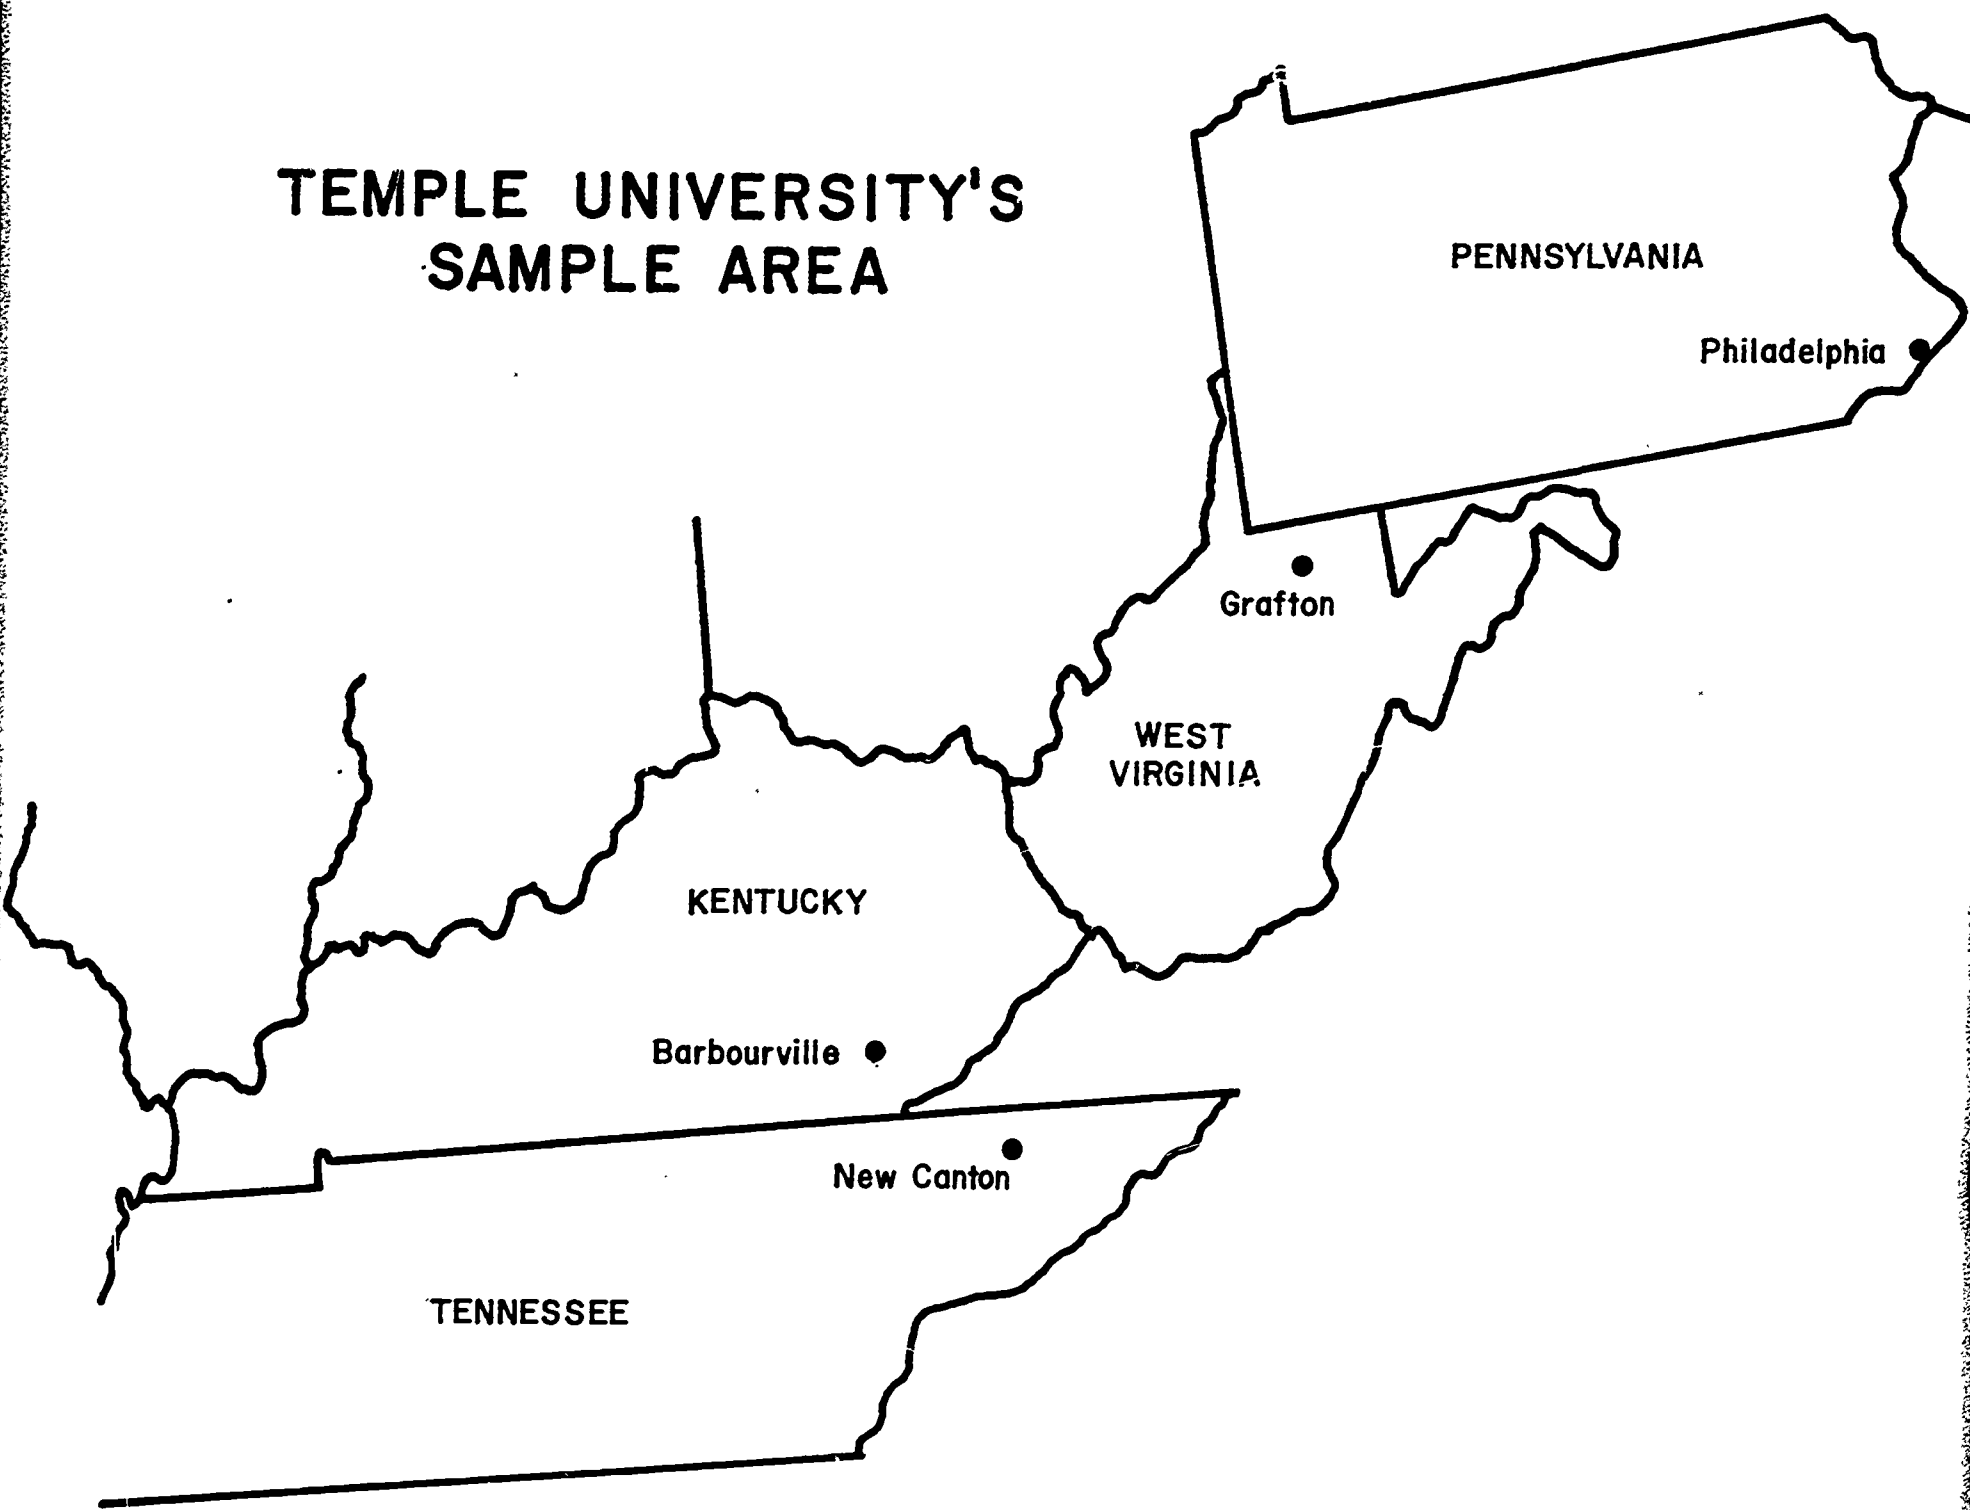 TEMPLE UNIVERSITY'S
SAMPLE AREA
PENNSYLVANIA
Philadelphia
Grafton
WEST
VIRGINIA
KENTUCKY
Barbourville
New Canton
TENNESSEE